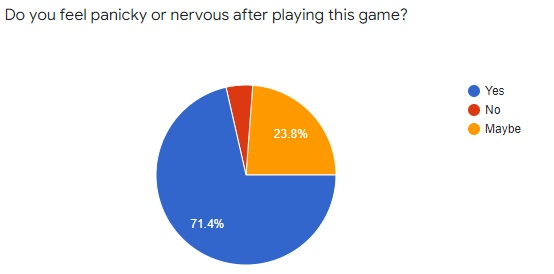 Do you feel panicky or nervous after playing this game?
Yes
No
Maybe
23.8%
71.4%